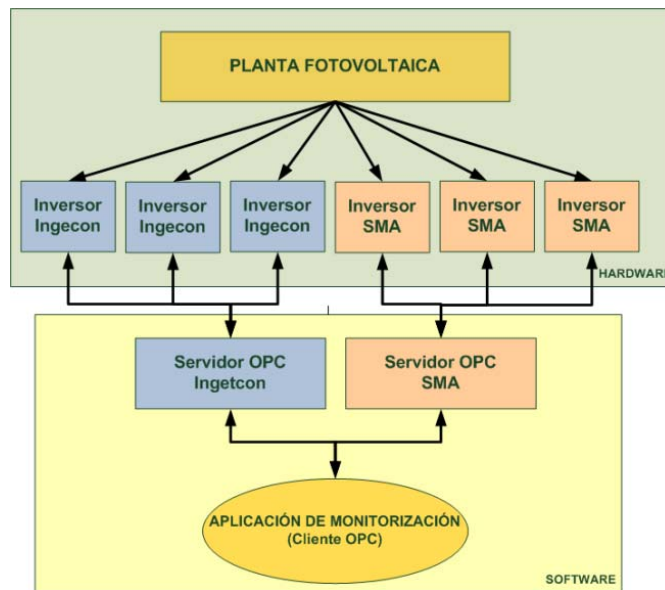 PLANTA FOTOVOLTAICA
Inversor
Ingecon
Inversor
Ingecon
Inversor
Ingecon
Inversor
SMA
Inversor
SMA
Inversor
SMA
HARDWARE
Servidor OPC
Ingetcon
Servidor OPC
SMA
APLICACIÓN DE MONITORIZACIÓN
(Cliente OPC)
SOFTWARE